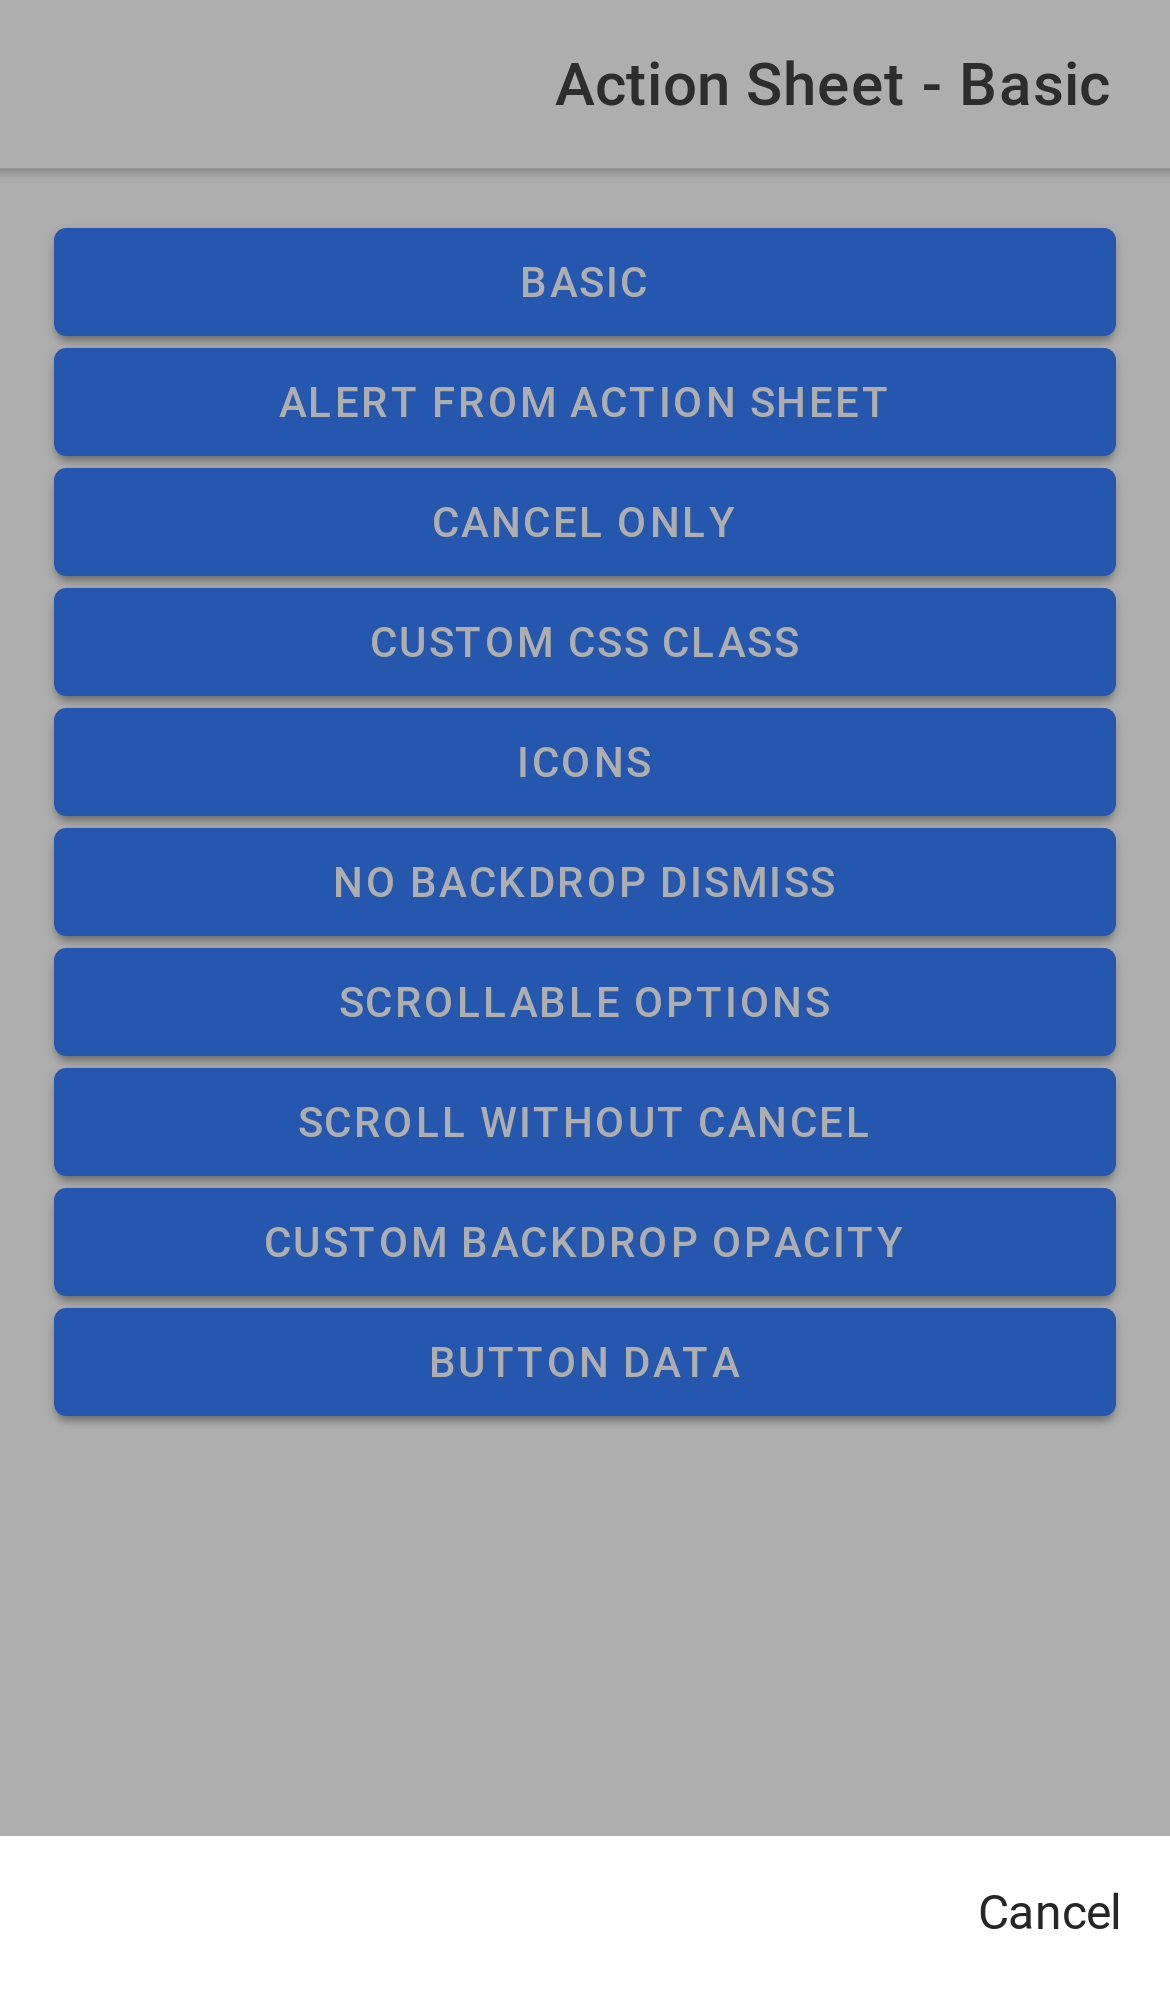 Action Sheet - Basic
BASIC
ALERT FROM ACTION SHEET
CANCEL ONLY
CUSTOM CSS CLASS
ICONS
NO BACKDROP DISMISS
SCROLLABLE OPTIONS
SCROLL WITHOUT CANCEL
CUSTOM BACKDROP OPACITY
BUTTON DATA
Cancel